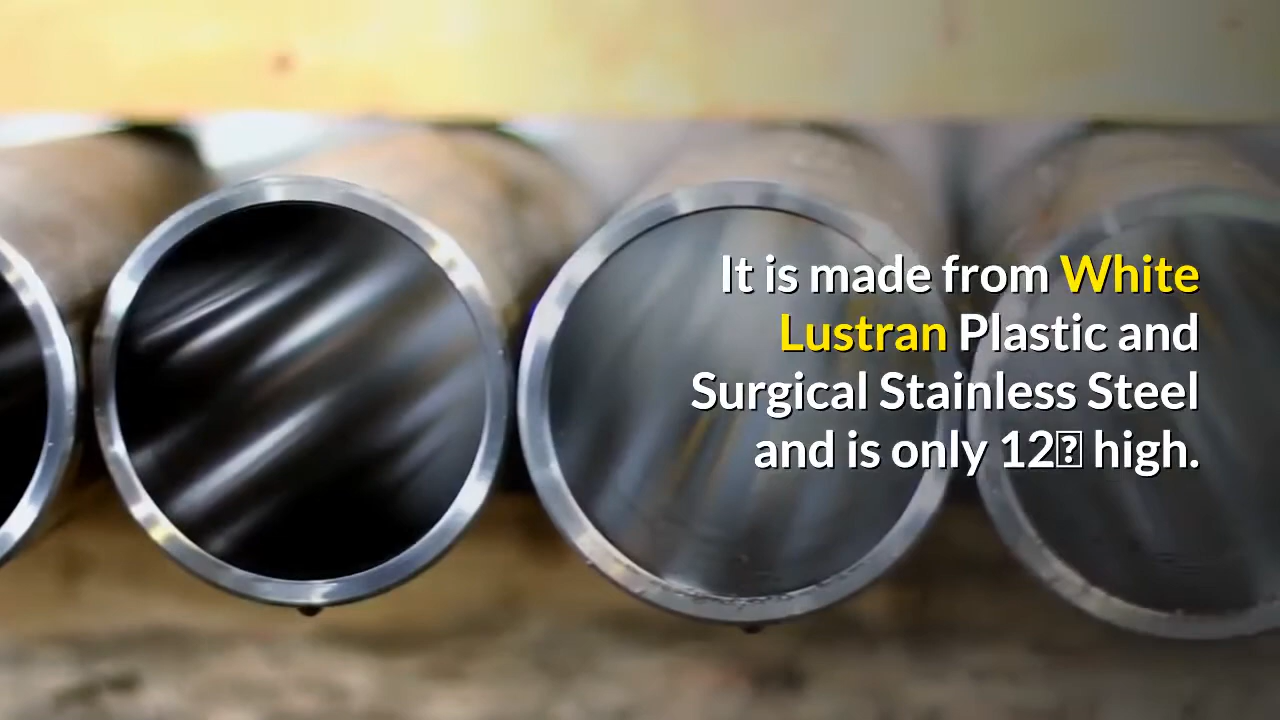 It is made from White
Lustran Plastic and
Surgical Stainless Steel
and is only 12⍰ high.